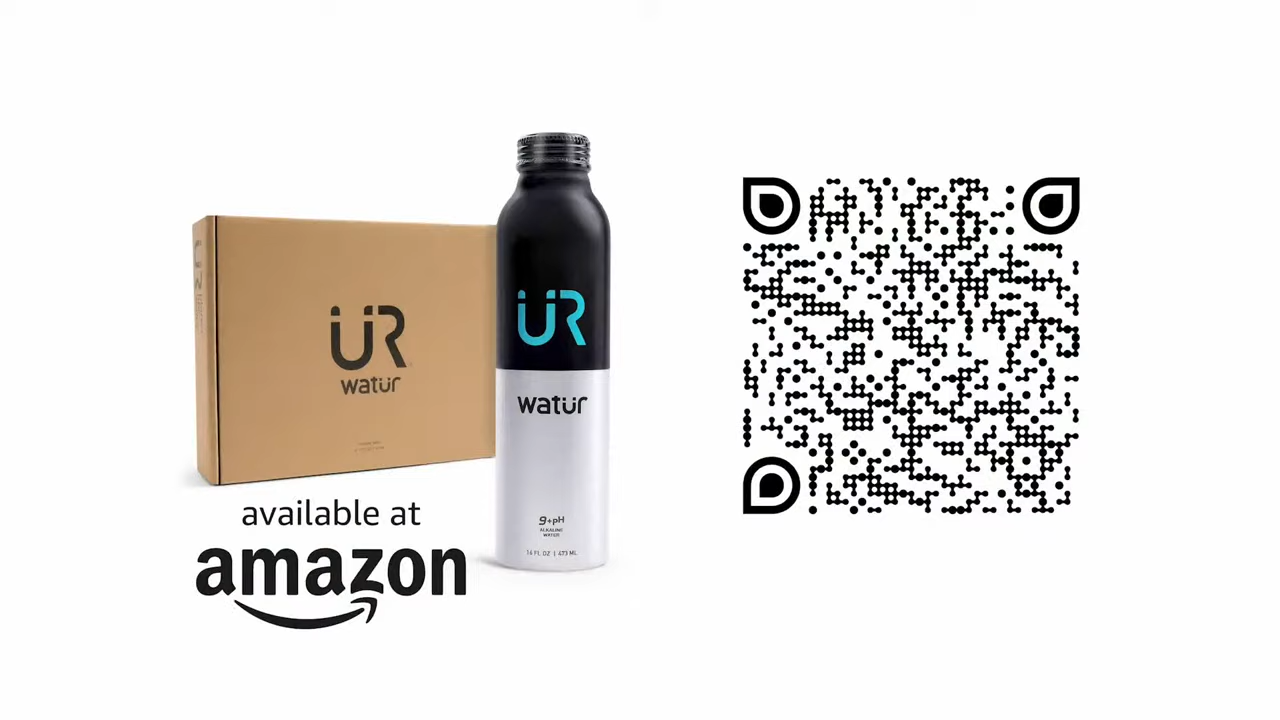 ÜR
watür
ÜR
watür
9+pH
ALKALINE
WATER
16 FL OZ | 473 ML
available at
amazon